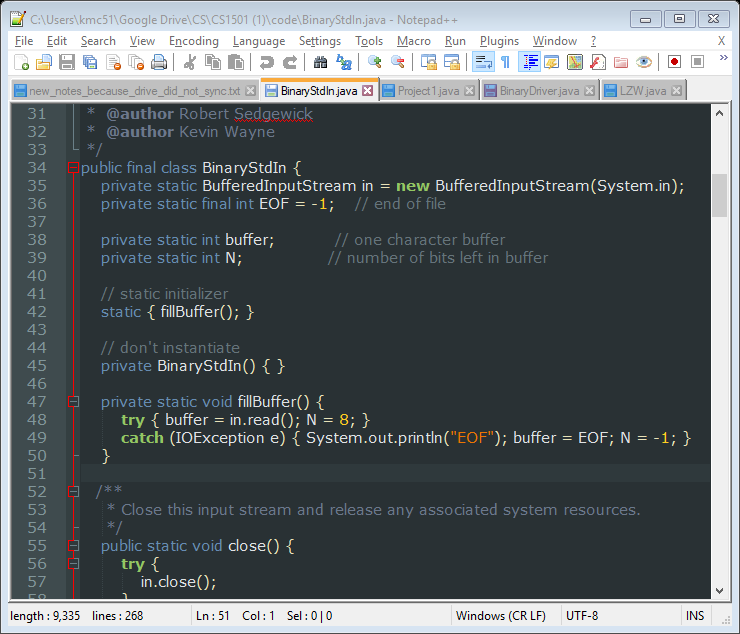 C:\Users\kmc51\Google Drive\CS\CS1501 (1)\code\BinaryStdIn.java - Notepad++
File Edit Search View Encoding Language Settings Tools Macro Run Plugins Window ? X
new_notes_because_drive_did_not_sync.txt BinaryStdIn.java Project1.java BinaryDriver.java LZW.java
31 * @author Robert Sedgewick
32 * @author Kevin Wayne
33 */
34 public final class BinaryStdIn {
35 private static BufferedInputStream in = new BufferedInputStream(System.in);
36 private static final int EOF = -1; // end of file
37
38 private static int buffer; // one character buffer
39 private static int N; // number of bits left in buffer
40
41 // static initializer
42 static { fillBuffer(); }
43
44 // don't instantiate
45 private BinaryStdIn() { }
46
47 private static void fillBuffer() {
48 try { buffer = in.read(); N = 8; }
49 catch (IOException e) { System.out.println("EOF"); buffer = EOF; N = -1; }
50 }
51
52 /**
53 * Close this input stream and release any associated system resources.
54 */
55 public static void close() {
56 try {
57 in.close();
58 }
length : 9,335 lines : 268 Ln : 51 Col : 1 Sel : 0 | 0 Windows (CR LF) UTF-8 INS